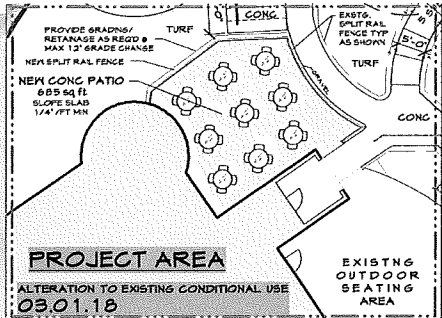 CONC
EXSTG.
SPLIT RAIL
FENCE TYP
AS SHOWN
PROVIDE GRADING/
RETANAGE AS REQ'D @
MAX 12' GRADE CHANGE
TURF
5'-0"
NEW SPLIT RAIL FENCE
TURF
NEW CONC PATIO
685 sq ft
SLOPE SLAB
1/4"/FT MIN
GRAVEL
CONC
PROJECT AREA
ALTERATION TO EXISTING CONDITIONAL USE
03.01.18
EXISTNG
OUTDOOR
SEATING
AREA